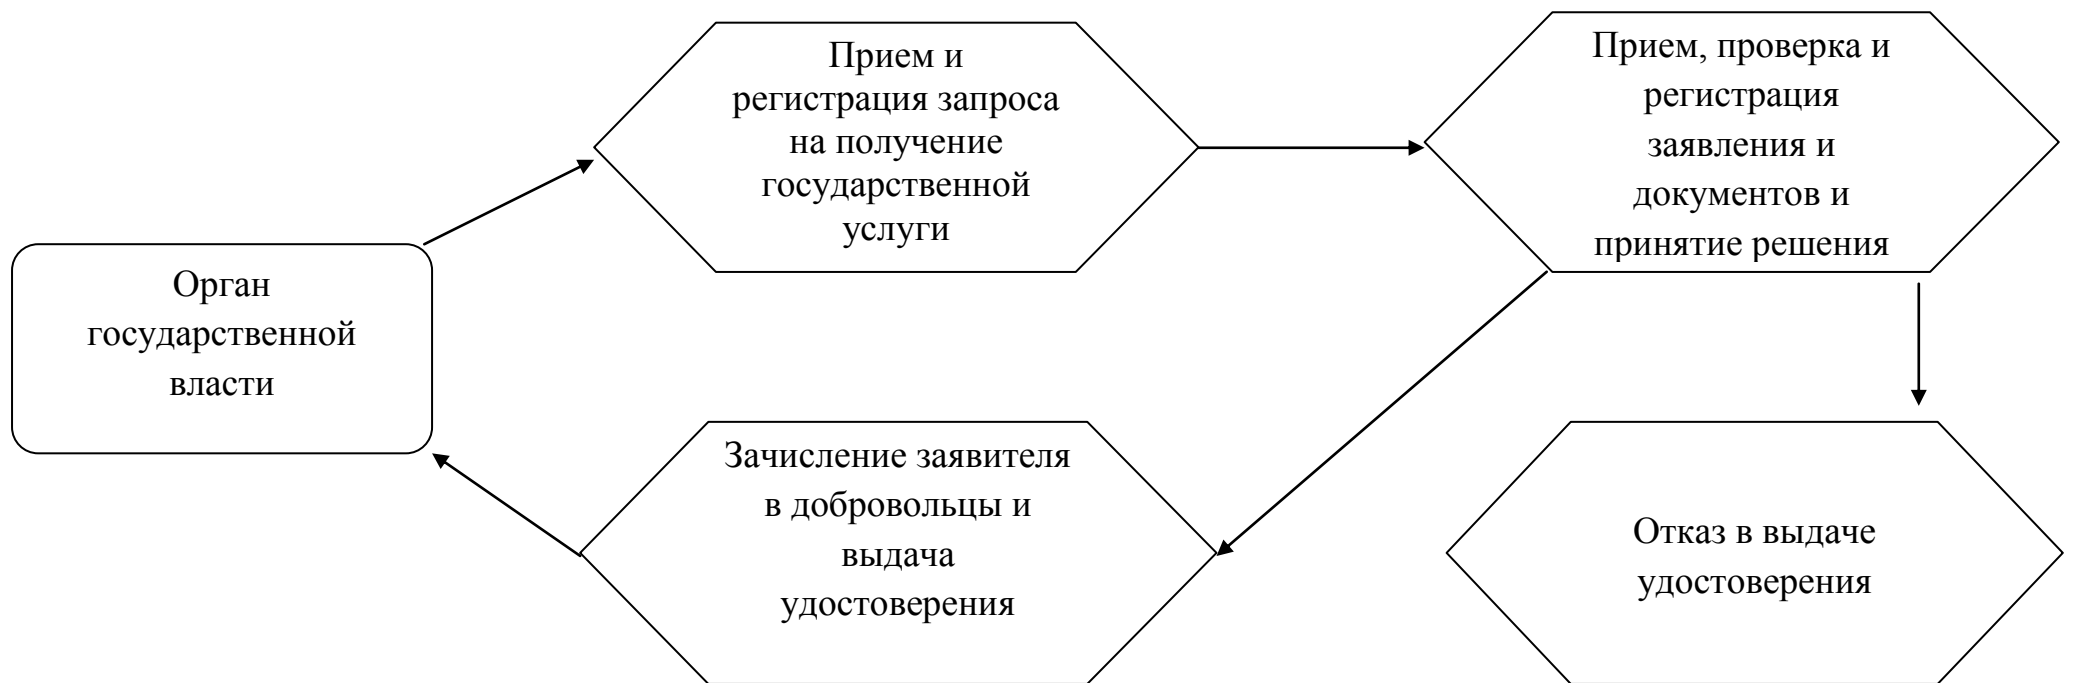 Прием и
регистрация запроса
на получение
государственной
услуги
Прием, проверка и
регистрация
заявления и
документов и
принятие решения
Орган
государственной
власти
Зачисление заявителя
в добровольцы и
выдача
удостоверения
Отказ в выдаче
удостоверения